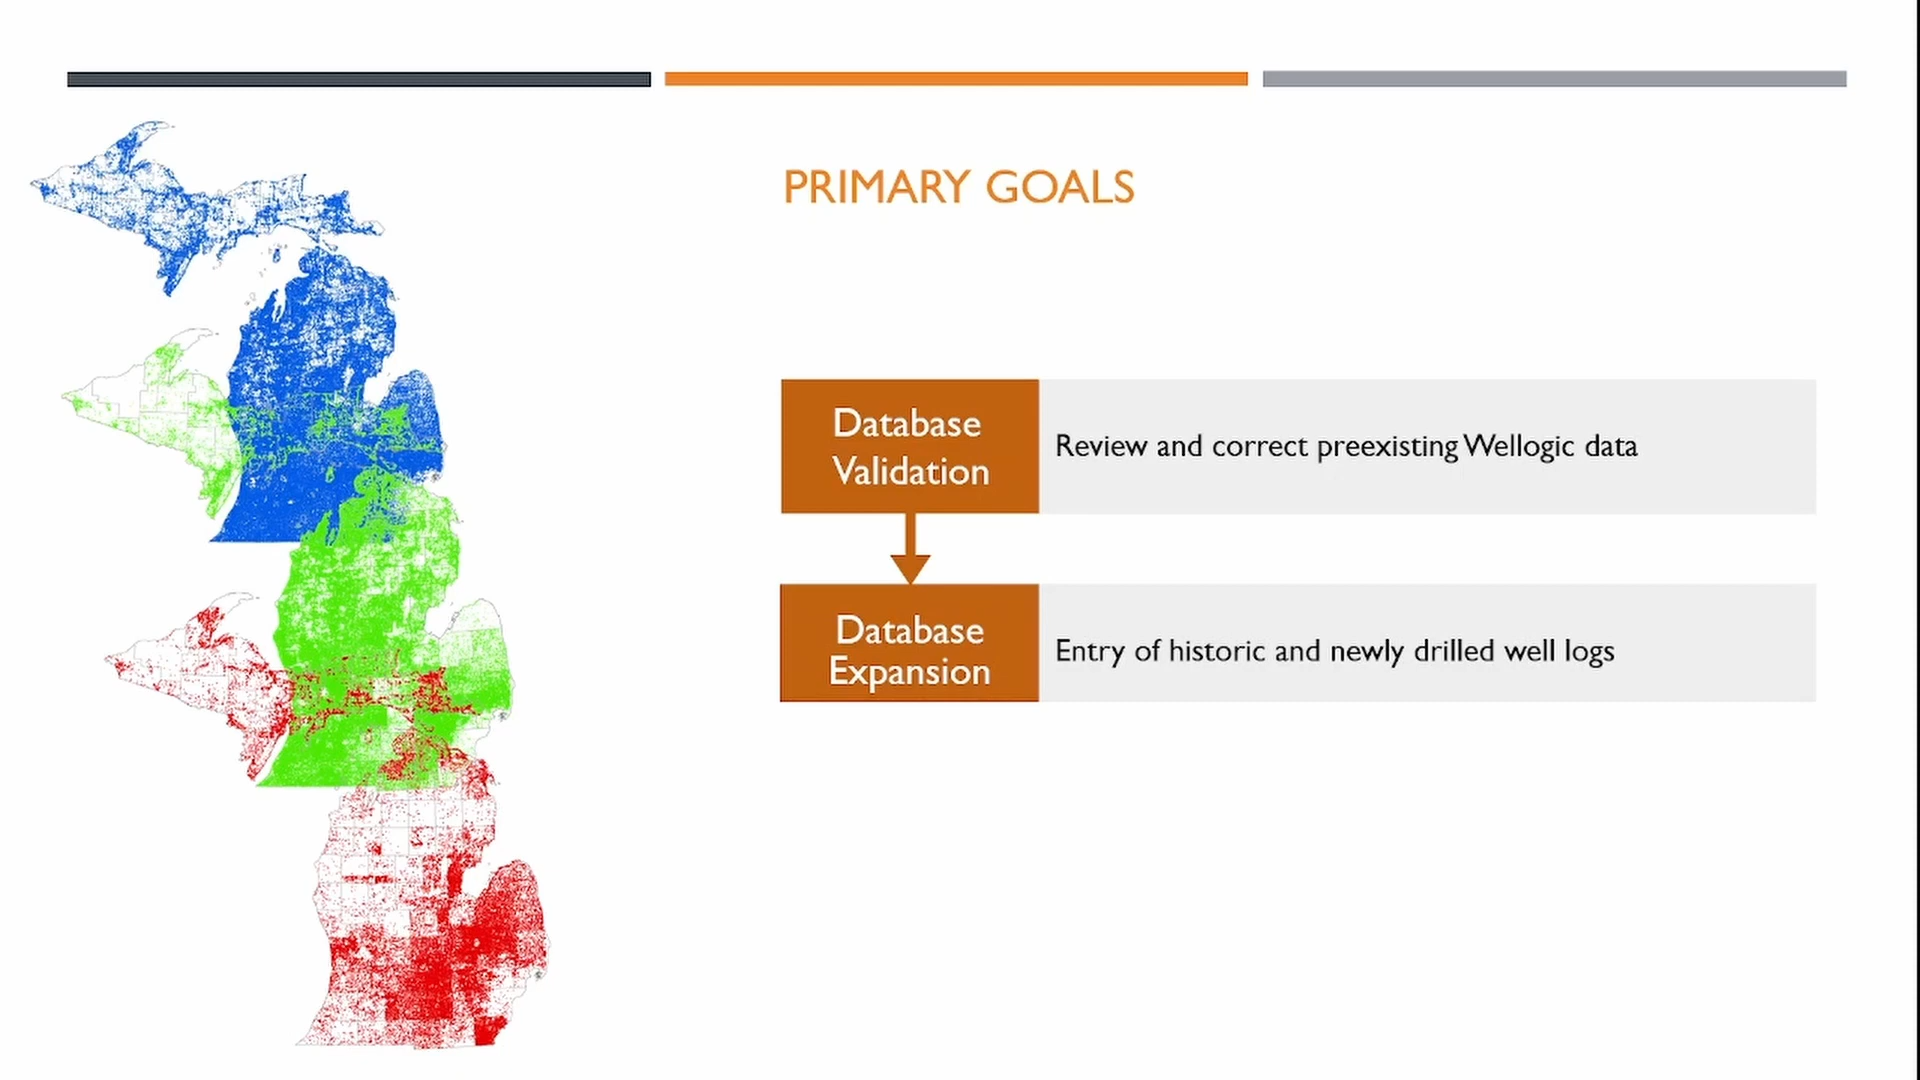 PRIMARY GOALS
Database
Validation
Review and correct preexisting Wellogic data
Database
Expansion
Entry of historic and newly drilled well logs